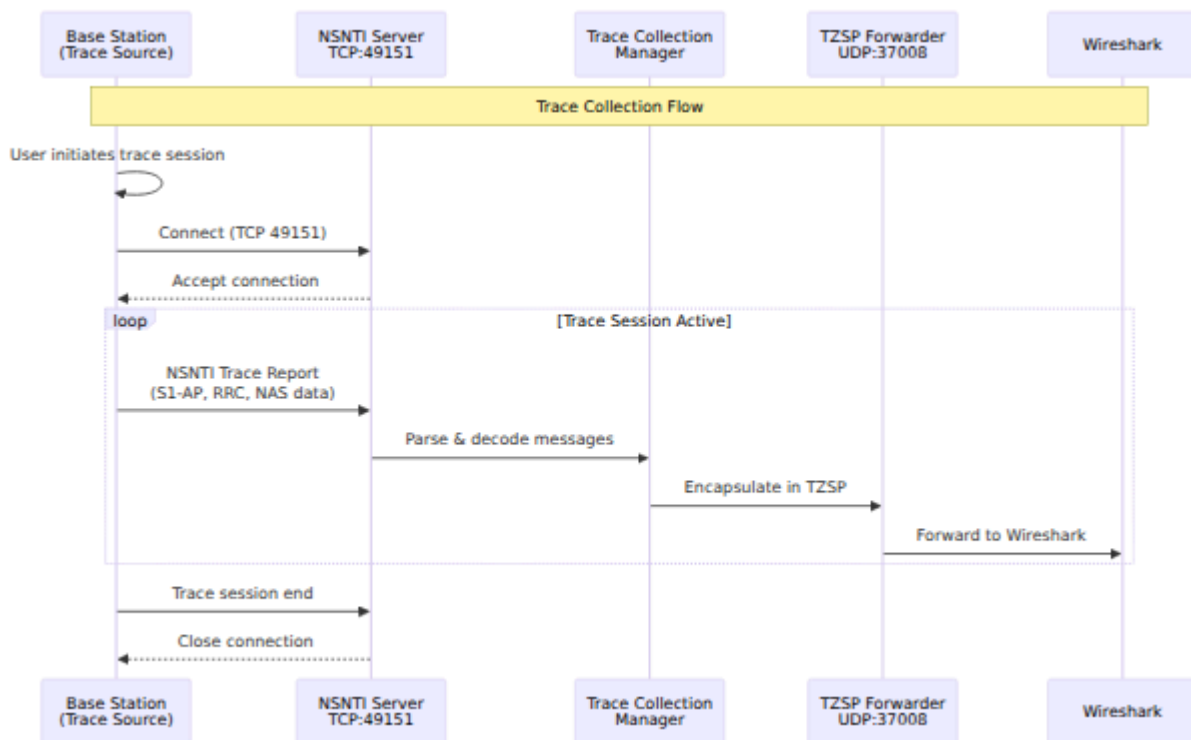 Base Station
(Trace Source)
NSNTI Server
TCP:49151
Trace Collection
Manager
TZSP Forwarder
UDP:37008
Wireshark
Trace Collection Flow
User initiates trace session
Connect (TCP 49151)
Accept connection
loop
[Trace Session Active]
NSNTI Trace Report
(S1-AP, RRC, NAS data)
Parse & decode messages
Encapsulate in TZSP
Forward to Wireshark
Trace session end
Close connection
Base Station
(Trace Source)
NSNTI Server
TCP:49151
Trace Collection
Manager
TZSP Forwarder
UDP:37008
Wireshark